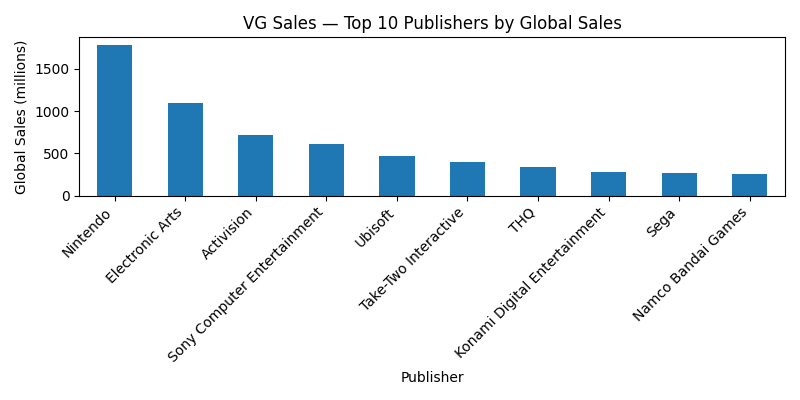 VG Sales — Top 10 Publishers by Global Sales
Global Sales (millions)
1500
1000
500
0
Nintendo
Electronic Arts
Activision
Sony Computer Entertainment
Ubisoft
Take-Two Interactive
THQ
Konami Digital Entertainment
Sega
Namco Bandai Games
Publisher